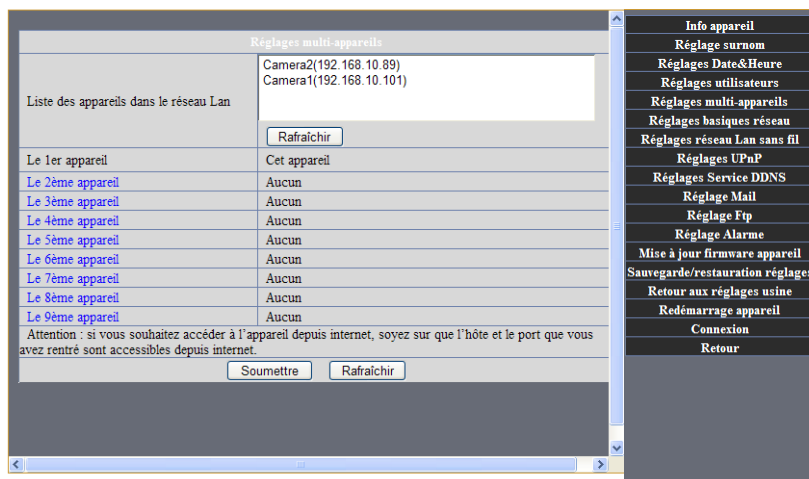 Réglages multi-appareils
Liste des appareils dans le réseau Lan
Camera2(192.168.10.89)
Camera1(192.168.10.101)
Rafraîchir
Le 1er appareil Cet appareil
Le 2ème appareil Aucun
Le 3ème appareil Aucun
Le 4ème appareil Aucun
Le 5ème appareil Aucun
Le 6ème appareil Aucun
Le 7ème appareil Aucun
Le 8ème appareil Aucun
Le 9ème appareil Aucun
Attention : si vous souhaitez accéder à l’appareil depuis internet, soyez sur que l’hôte et le port que vous
avez rentré sont accessibles depuis internet.
Soumettre Rafraîchir
Info appareil
Réglage surnom
Réglages Date&Heure
Réglages utilisateurs
Réglages multi-appareils
Réglages basiques réseau
Réglages réseau Lan sans fil
Réglages UPnP
Réglages Service DDNS
Réglage Mail
Réglage Ftp
Réglage Alarme
Mise à jour firmware appareil
Sauvegarde/restauration réglages
Retour aux réglages usine
Redémarrage appareil
Connexion
Retour